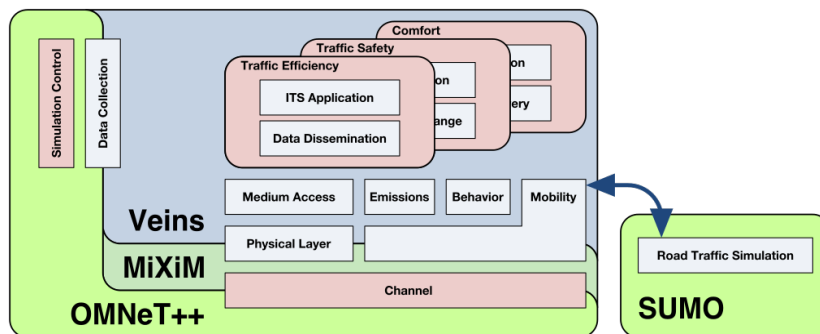 Comfort
Traffic Safety
Traffic Efficiency
Simulation Control
Data Collection
ITS Application
Data Dissemination
Medium Access
Emissions
Behavior
Mobility
Veins
Physical Layer
MiXiM
Channel
OMNeT++
Road Traffic Simulation
SUMO